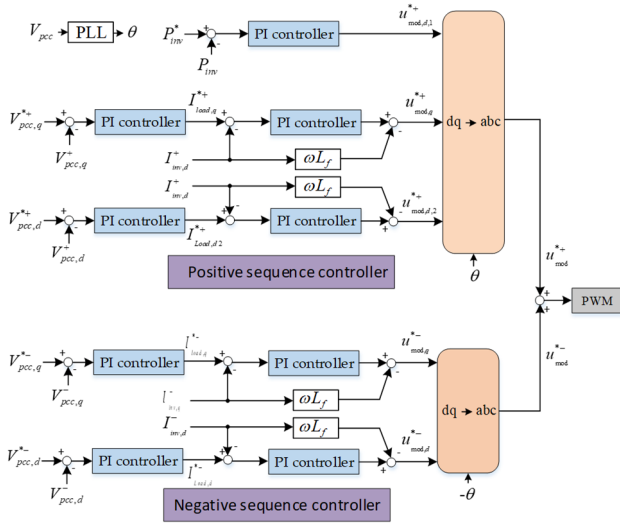 V_pcc PLL θ
P*_inv + - PI controller u*+_mod,d,1
P_inv
V*+_pcc,q + - PI controller I*+_load,q + - PI controller u*+_mod,q + -
V+_pcc,q
I+_inv,d ωL_f
dq → abc
I+_inv,d ωL_f
V*+_pcc,d + - PI controller I*+_Load,d2 + - PI controller u*+_mod,d,2 + -
V+_pcc,d
Positive sequence controller
θ
u*+_mod
+ + PWM
u*-_mod
V*-_pcc,q + - PI controller I*-_load,q + - PI controller u*-_mod,q + -
V-_pcc,q
ωL_f
dq → abc
I-_inv,d ωL_f
V*-_pcc,d + - PI controller I*-_Load,d + - PI controller u*-_mod,d + -
V-_pcc,d
-θ
Negative sequence controller